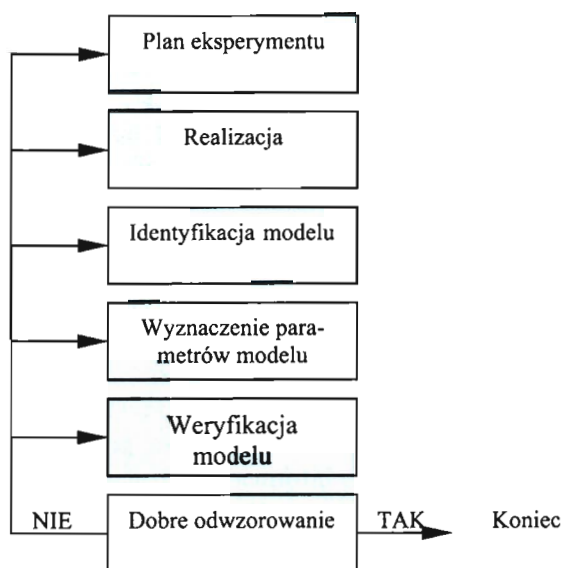 Plan eksperymentu
Realizacja
Identyfikacja modelu
Wyznaczenie para-
metrów modelu
Weryfikacja
modelu
NIE
Dobre odwzorowanie
TAK
Koniec